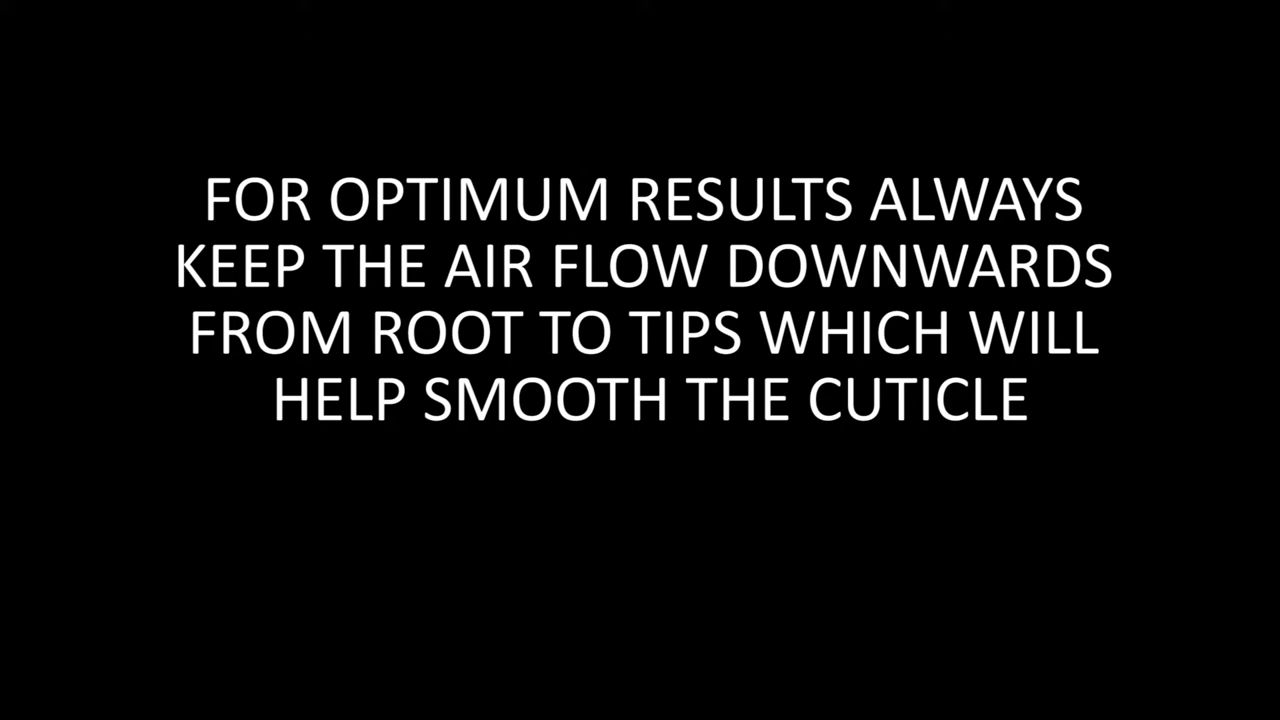 FOR OPTIMUM RESULTS ALWAYS
KEEP THE AIR FLOW DOWNWARDS
FROM ROOT TO TIPS WHICH WILL
HELP SMOOTH THE CUTICLE